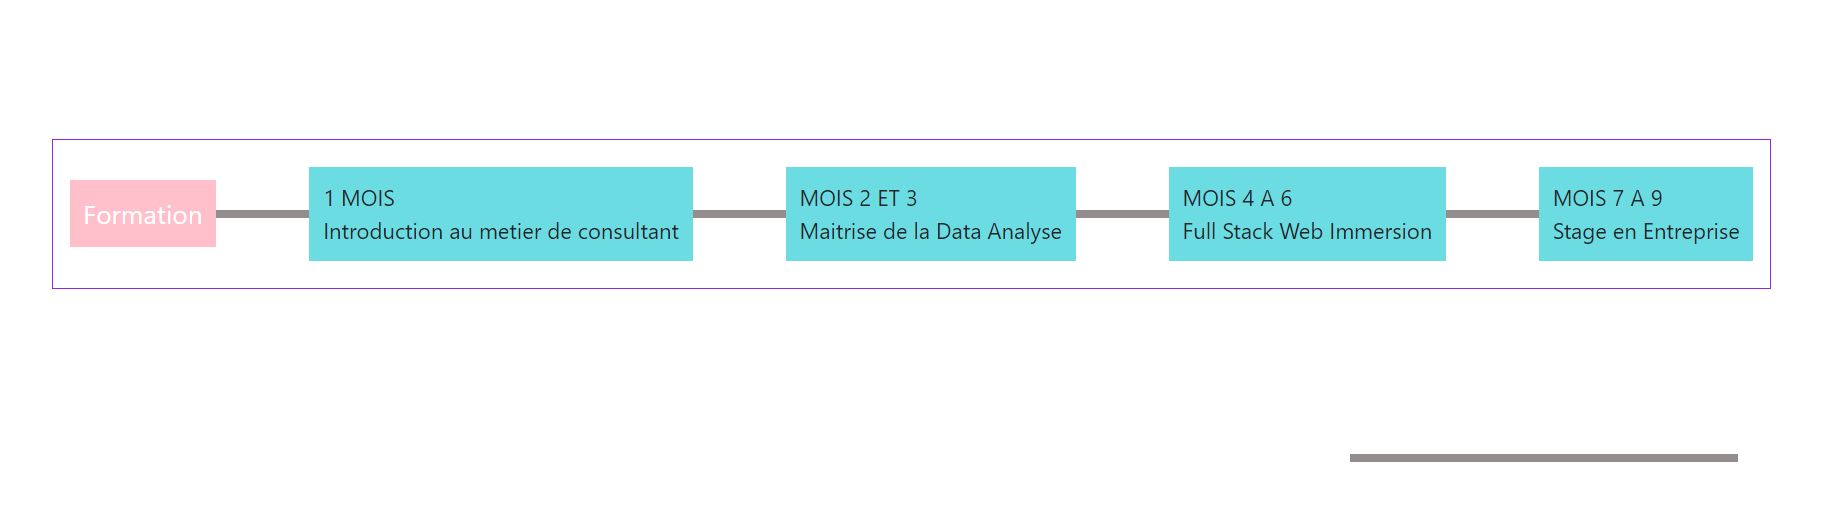 Formation
1 MOIS
Introduction au metier de consultant
MOIS 2 ET 3
Maitrise de la Data Analyse
MOIS 4 A 6
Full Stack Web Immersion
MOIS 7 A 9
Stage en Entreprise